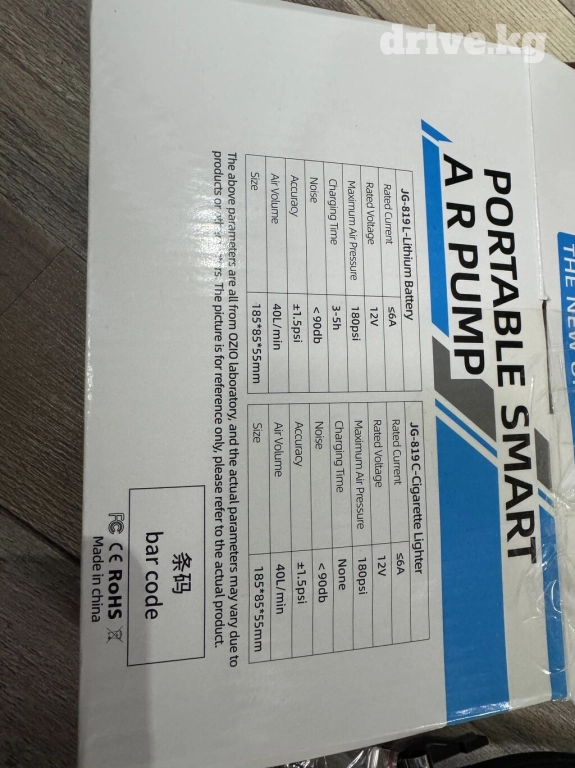 drive.kg
THE NEW
PORTABLE SMART
A R PUMP
JG-819 L-Lithium Battery
Rated Current ≤6A
Rated Voltage 12V
Maximum Air Pressure 180psi
Charging Time 3-5h
Noise <90db
Accuracy ±1.5psi
Air Volume 40L/min
Size 185*85*55mm
JG-819 C-Cigarette Lighter
Rated Current ≤6A
Rated Voltage 12V
Maximum Air Pressure 180psi
Charging Time None
Noise <90db
Accuracy ±1.5psi
Air Volume 40L/min
Size 185*85*55mm
The above parameters are all from OZIO laboratory, and the actual parameters may vary due to
products or. The picture is for reference only, please refer to the actual product.
条码
bar code
FC CE RoHS
Made in china